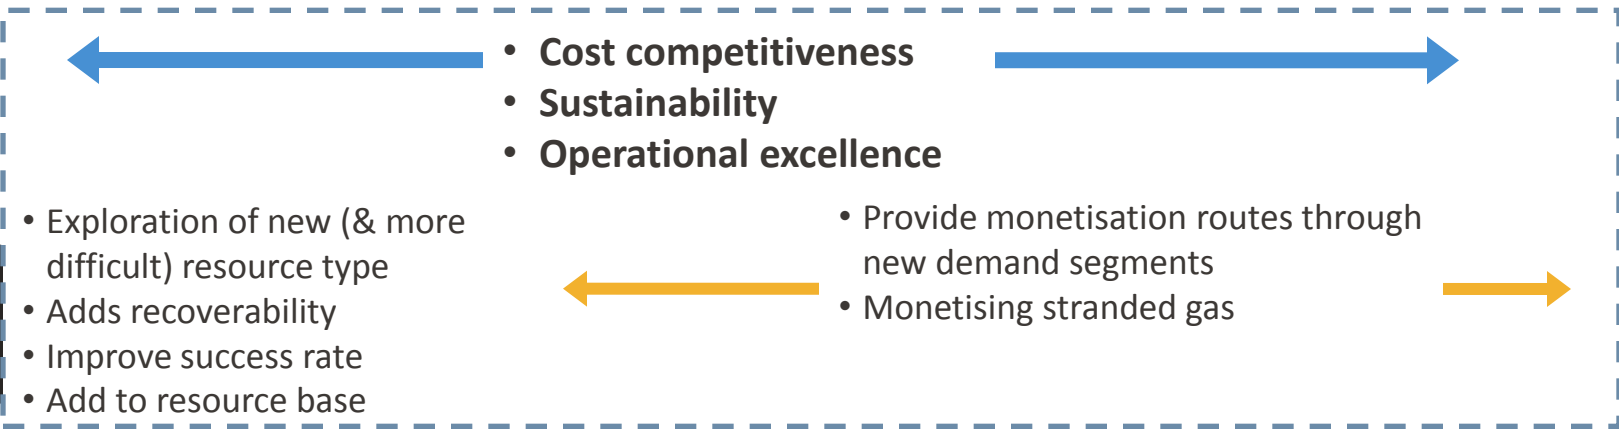 • Cost competitiveness
• Sustainability
• Operational excellence
• Exploration of new (& more
difficult) resource type
• Adds recoverability
• Improve success rate
• Add to resource base
• Provide monetisation routes through
new demand segments
• Monetising stranded gas